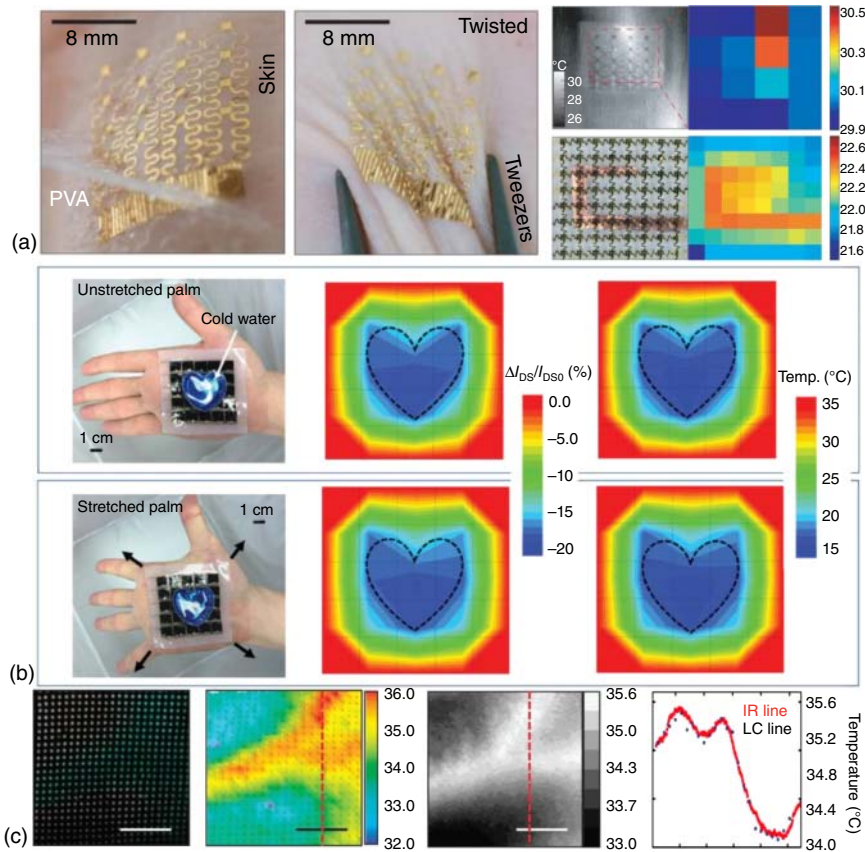 8 mm
Skin
PVA
8 mm
Twisted
Tweezers
°C
30
28
26
30.5
30.3
30.1
29.9
22.6
22.4
22.2
22.0
21.8
21.6
(a)
Unstretched palm
Cold water
1 cm
ΔI_DS/I_DS0 (%)
0.0
–5.0
–10
–15
–20
Temp. (°C)
35
30
25
20
15
Stretched palm
1 cm
(b)
36.0
35.0
34.0
33.0
32.0
35.6
35.0
34.3
33.7
33.0
IR line
LC line
35.6
35.2
34.8
34.4
34.0
Temperature (°C)
(c)